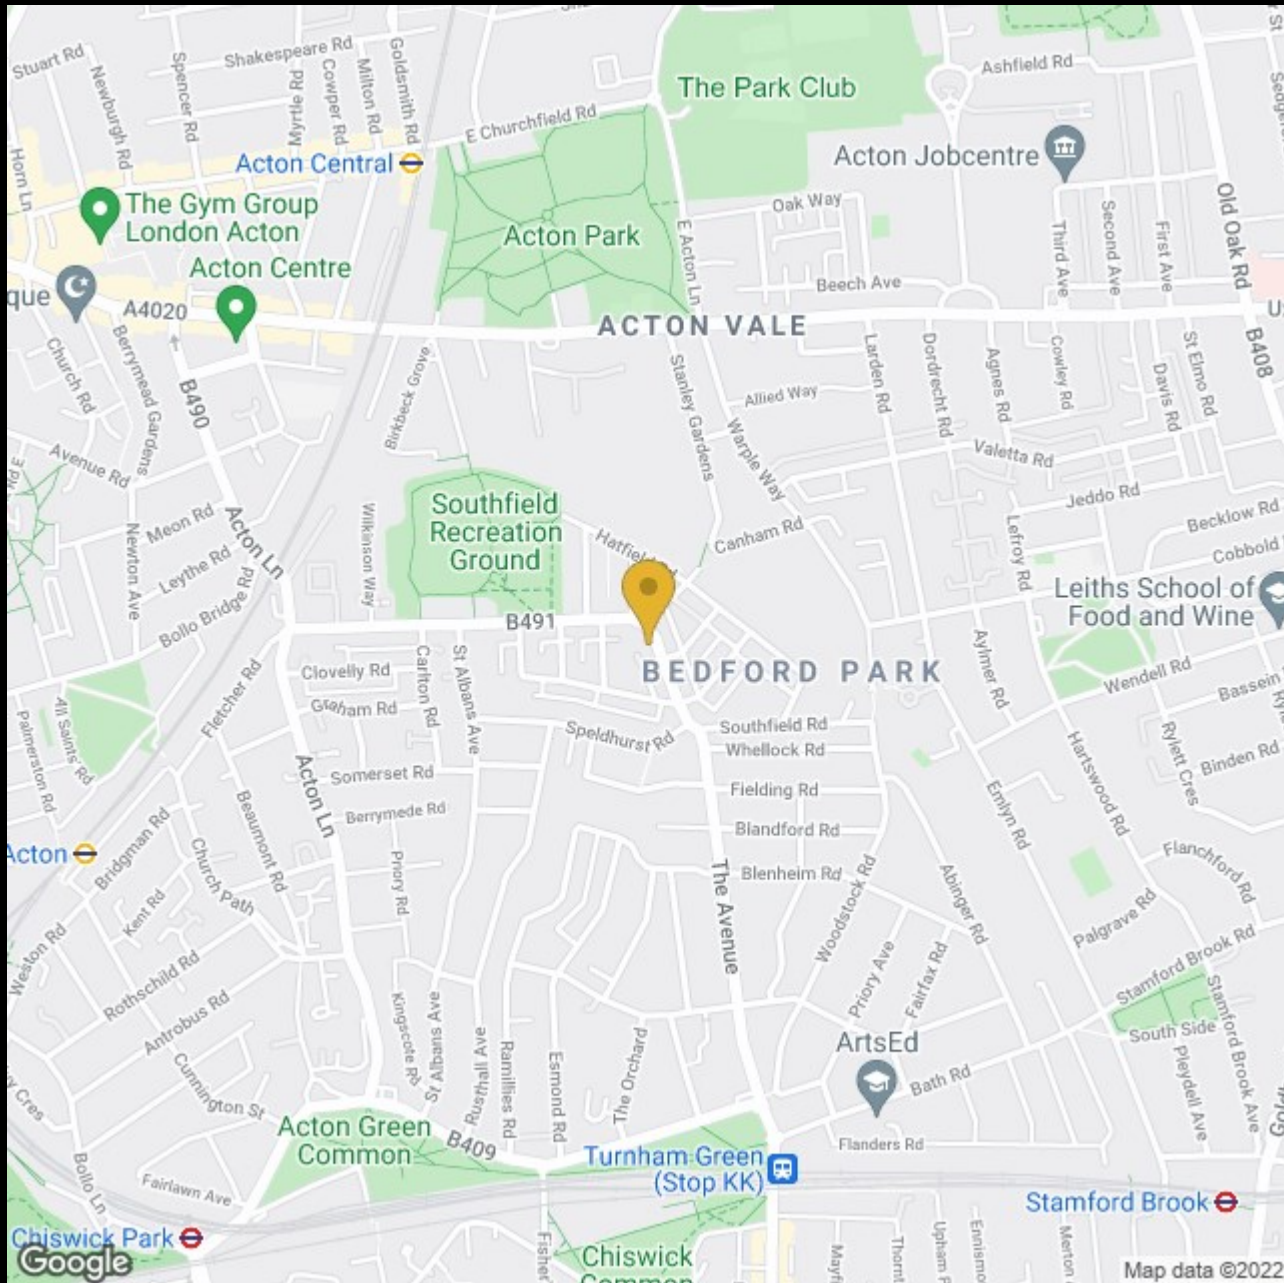 Stuart Rd
Shakespeare Rd
Spencer Rd
Newburgh Rd
Myrtle Rd
Cowper Rd
Milton Rd
Goldsmith Rd
E Churchfield Rd
The Park Club
Ashfield Rd
Acton Central
Acton Jobcentre
Horn Ln
The Gym Group
London Acton
Acton Park
Oak Way
E Acton Ln
Third Ave
Second Ave
First Ave
Old Oak Rd
Acton Centre
Beech Ave
que
A4020
ACTON VALE
B408
Church Rd
Berrymead Gardens
B490
Birkbeck Grove
Stanley Gardens
Allied Way
Warple Way
Larden Rd
Dordrecht Rd
Agnes Rd
Cowley Rd
Davis Rd
St Elmo Rd
Avenue Rd
Valetta Rd
Jeddo Rd
Becklow Rd
Cobbold
Meon Rd
Acton Ln
Wilkinson Way
Southfield
Recreation
Ground
Hatfield Rd
Canham Rd
Lefroy Rd
Newton Ave
Leythe Rd
Bollo Bridge Rd
Leiths School of
Food and Wine
B491
BEDFORD PARK
Clovelly Rd
Carlton Rd
St Albans Ave
Aylmer Rd
Wendell Rd
Bassein
Fletcher Rd
All Saints' Rd
Palmerston Rd
Graham Rd
Speldhurst Rd
Southfield Rd
Whellock Rd
Hartswood Rd
Rylett Cres
Binden Rd
Somerset Rd
Acton Ln
Berrymede Rd
Fielding Rd
Emlyn Rd
Blandford Rd
Acton
Bridgman Rd
Beaumont Rd
Church Path
Priory Rd
The Avenue
Blenheim Rd
Woodstock Rd
Abinger Rd
Flanchford Rd
Kent Rd
Palgrave Rd
Weston Rd
Rothschild Rd
Antrobus Rd
Priory Ave
Fairfax Rd
Stamford Brook Rd
Stamford Brook Ave
South Side
Kingscote Rd
St Albans Ave
Rusthall Ave
Ramillies Rd
Esmond Rd
The Orchard
ArtsEd
Bath Rd
Pleydell Ave
Cunnington St
Acton Green
Common
B409
Turnham Green
(Stop KK)
Flanders Rd
Bollo Ln
Fairlawn Ave
Stamford Brook
Chiswick Park
Chiswick
Common
Google
Map data ©2022